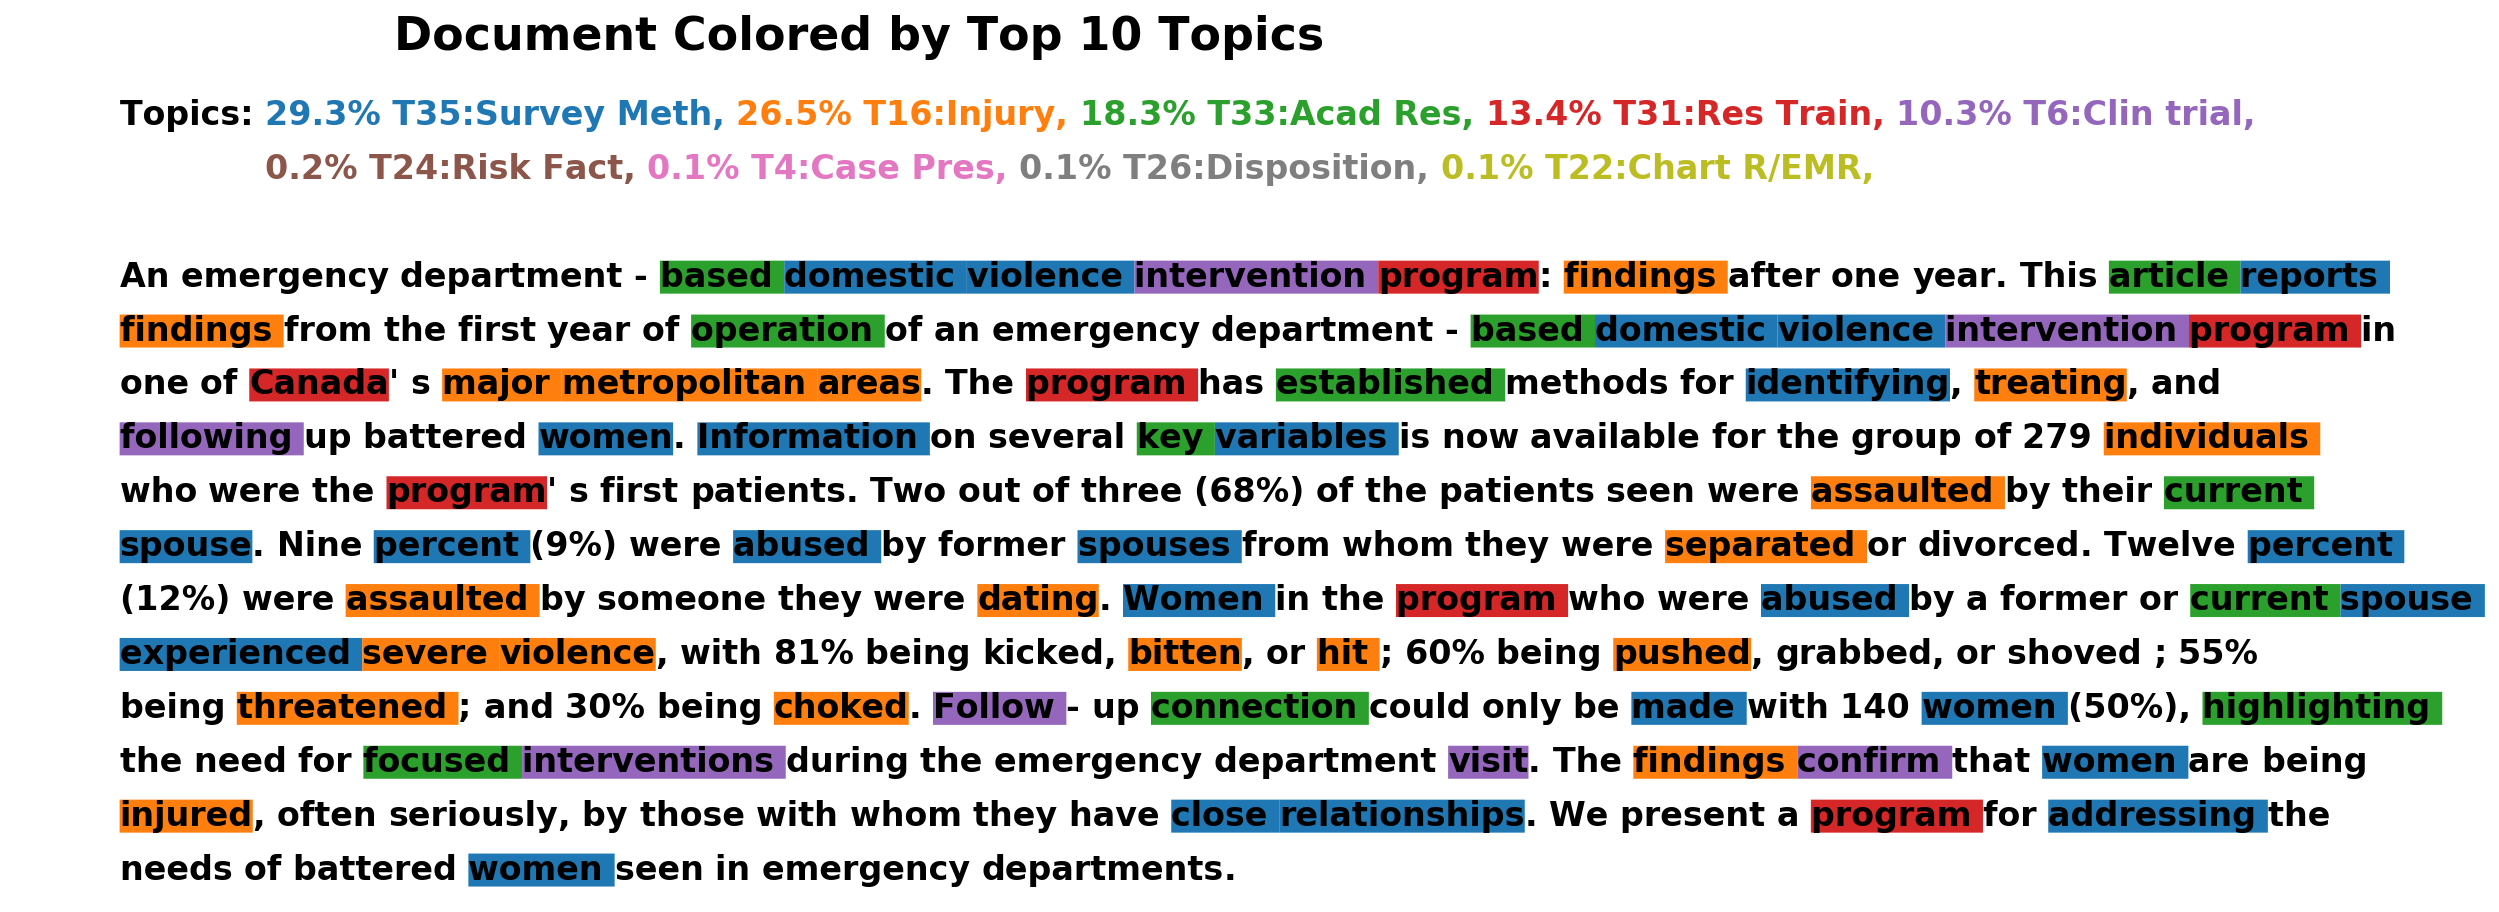 Document Colored by Top 10 Topics
Topics: 29.3% T35:Survey Meth, 26.5% T16:Injury, 18.3% T33:Acad Res, 13.4% T31:Res Train, 10.3% T6:Clin trial,
0.2% T24:Risk Fact, 0.1% T4:Case Pres, 0.1% T26:Disposition, 0.1% T22:Chart R/EMR,
An emergency department - based domestic violence intervention program: findings after one year. This article reports
findings from the first year of operation of an emergency department - based domestic violence intervention program in
one of Canada' s major metropolitan areas. The program has established methods for identifying, treating, and
following up battered women. Information on several key variables is now available for the group of 279 individuals
who were the program' s first patients. Two out of three (68%) of the patients seen were assaulted by their current
spouse. Nine percent (9%) were abused by former spouses from whom they were separated or divorced. Twelve percent
(12%) were assaulted by someone they were dating. Women in the program who were abused by a former or current spouse
experienced severe violence, with 81% being kicked, bitten, or hit ; 60% being pushed, grabbed, or shoved ; 55%
being threatened ; and 30% being choked. Follow - up connection could only be made with 140 women (50%), highlighting
the need for focused interventions during the emergency department visit. The findings confirm that women are being
injured, often seriously, by those with whom they have close relationships. We present a program for addressing the
needs of battered women seen in emergency departments.